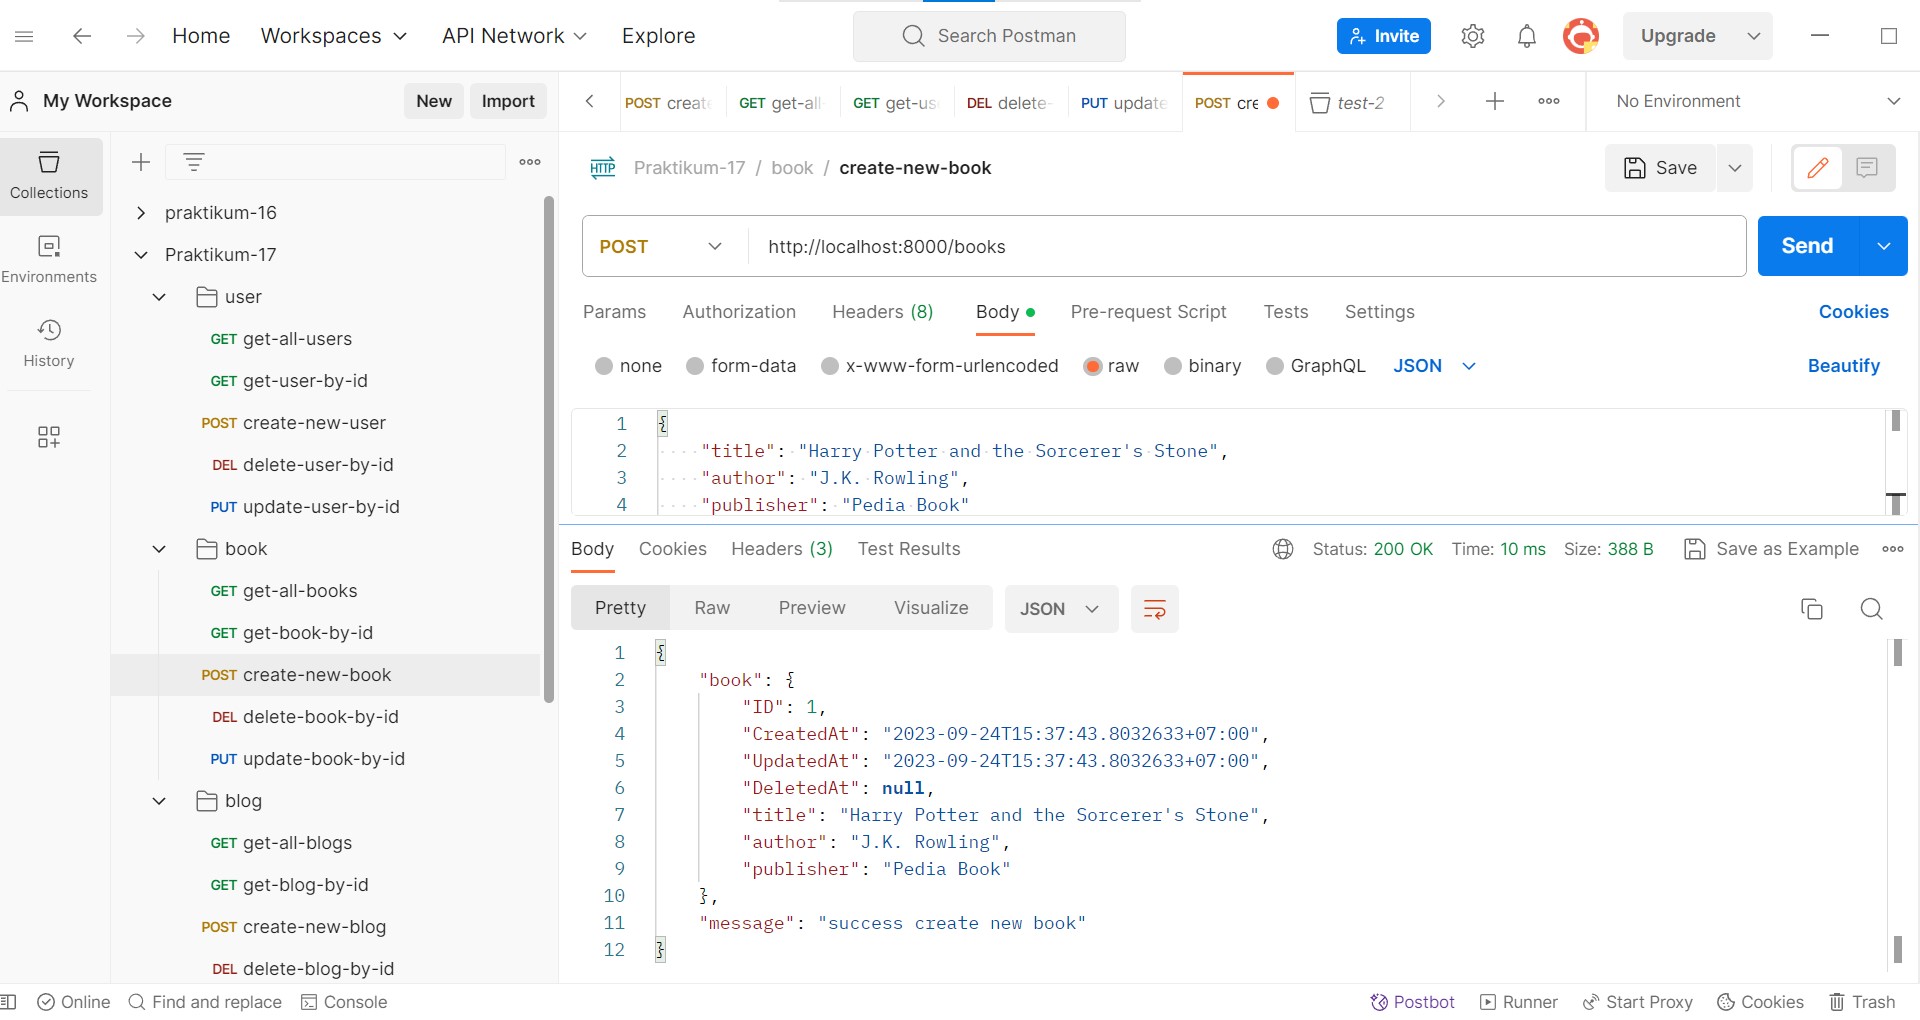 Home Workspaces API Network Explore Search Postman Invite Upgrade
My Workspace New Import
POST create GET get-all- GET get-us DEL delete- PUT update POST cre test-2 No Environment
Collections
Environments
History
praktikum-16
Praktikum-17
user
GET get-all-users
GET get-user-by-id
POST create-new-user
DEL delete-user-by-id
PUT update-user-by-id
book
GET get-all-books
GET get-book-by-id
POST create-new-book
DEL delete-book-by-id
PUT update-book-by-id
blog
GET get-all-blogs
GET get-blog-by-id
POST create-new-blog
DEL delete-blog-by-id
HTTP Praktikum-17 / book / create-new-book Save
POST http://localhost:8000/books Send
Params Authorization Headers (8) Body Pre-request Script Tests Settings Cookies
none form-data x-www-form-urlencoded raw binary GraphQL JSON Beautify
1 {
2 "title": "Harry Potter and the Sorcerer's Stone",
3 "author": "J.K. Rowling",
4 "publisher": "Pedia Book"
Body Cookies Headers (3) Test Results Status: 200 OK Time: 10 ms Size: 388 B Save as Example
Pretty Raw Preview Visualize JSON
1 {
2 "book": {
3 "ID": 1,
4 "CreatedAt": "2023-09-24T15:37:43.8032633+07:00",
5 "UpdatedAt": "2023-09-24T15:37:43.8032633+07:00",
6 "DeletedAt": null,
7 "title": "Harry Potter and the Sorcerer's Stone",
8 "author": "J.K. Rowling",
9 "publisher": "Pedia Book"
10 },
11 "message": "success create new book"
12 }
Online Find and replace Console Postbot Runner Start Proxy Cookies Trash